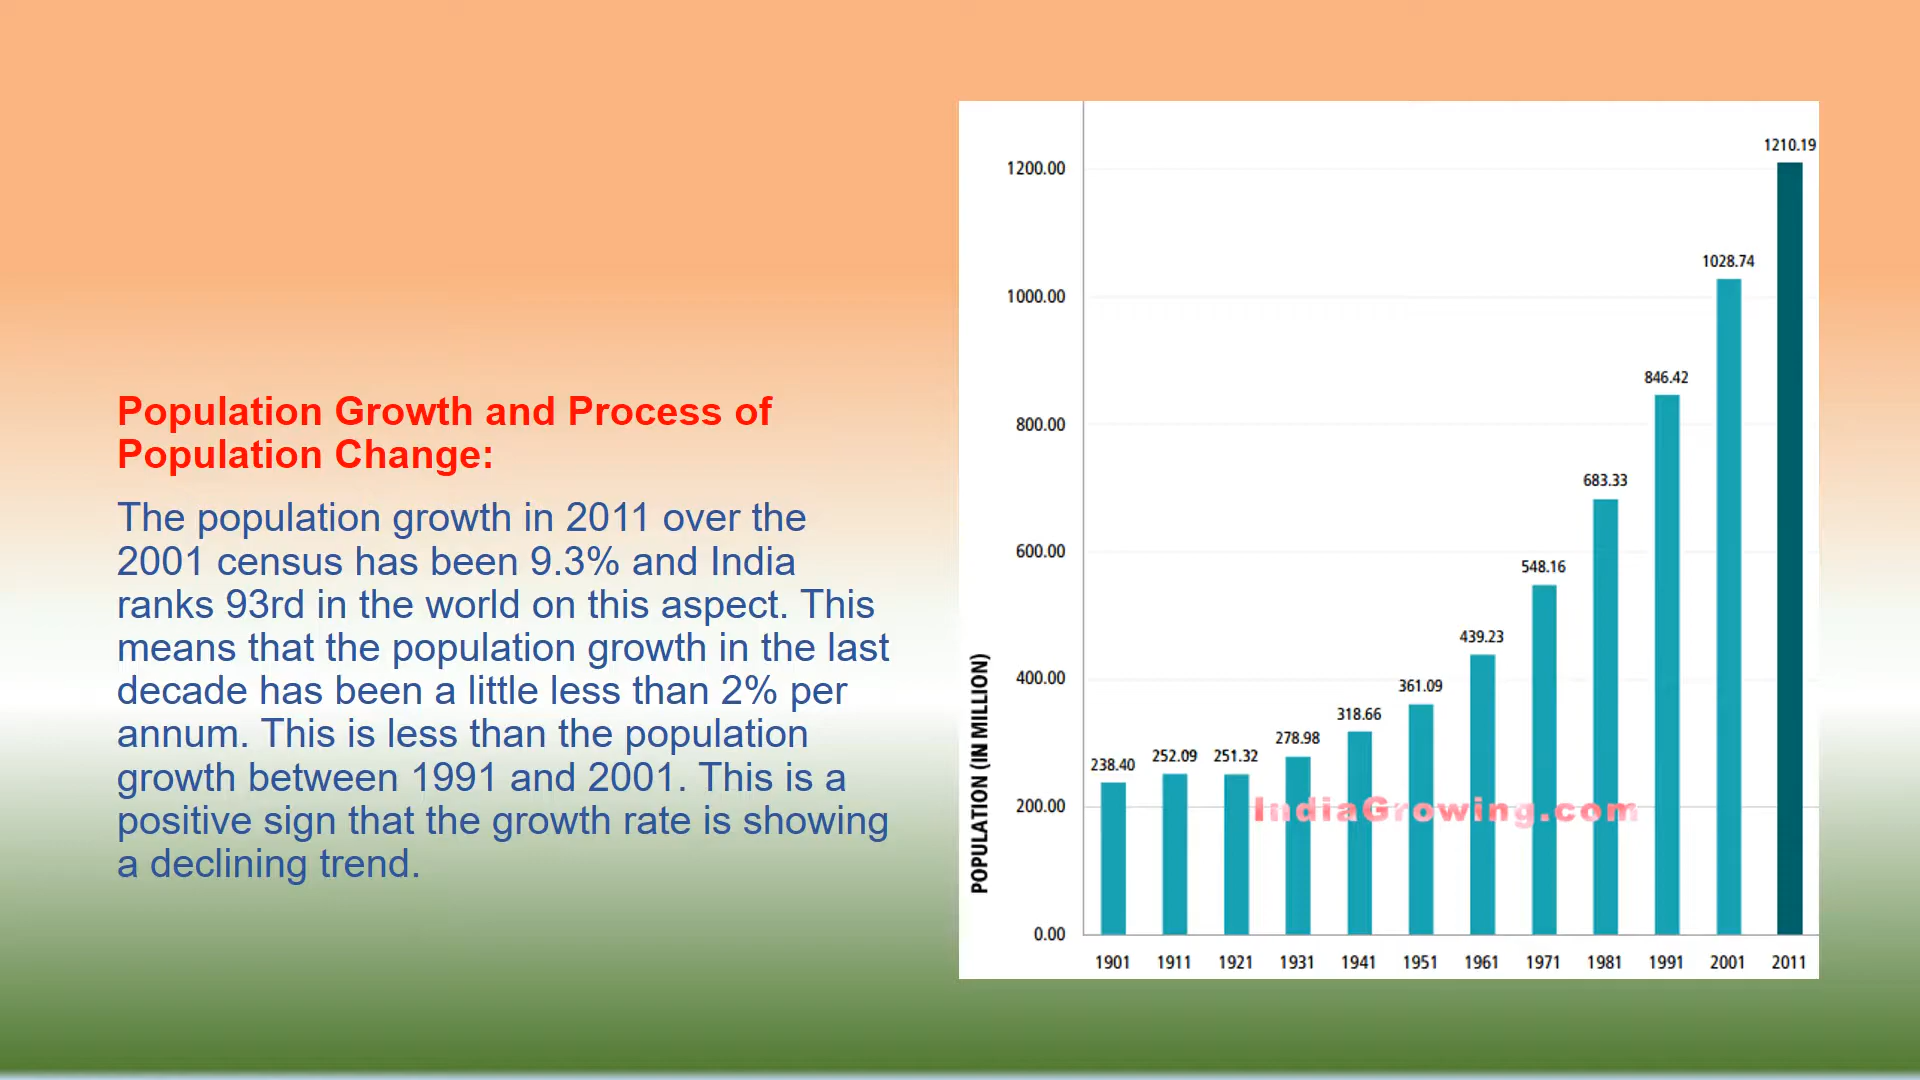 Population Growth and Process of
Population Change:
The population growth in 2011 over the
2001 census has been 9.3% and India
ranks 93rd in the world on this aspect. This
means that the population growth in the last
decade has been a little less than 2% per
annum. This is less than the population
growth between 1991 and 2001. This is a
positive sign that the growth rate is showing
a declining trend.
POPULATION (IN MILLION)
1200.00
1000.00
800.00
600.00
400.00
200.00
0.00
238.40
252.09
251.32
278.98
318.66
361.09
439.23
548.16
683.33
846.42
1028.74
1210.19
IndiaGrowing.com
1901 1911 1921 1931 1941 1951 1961 1971 1981 1991 2001 2011